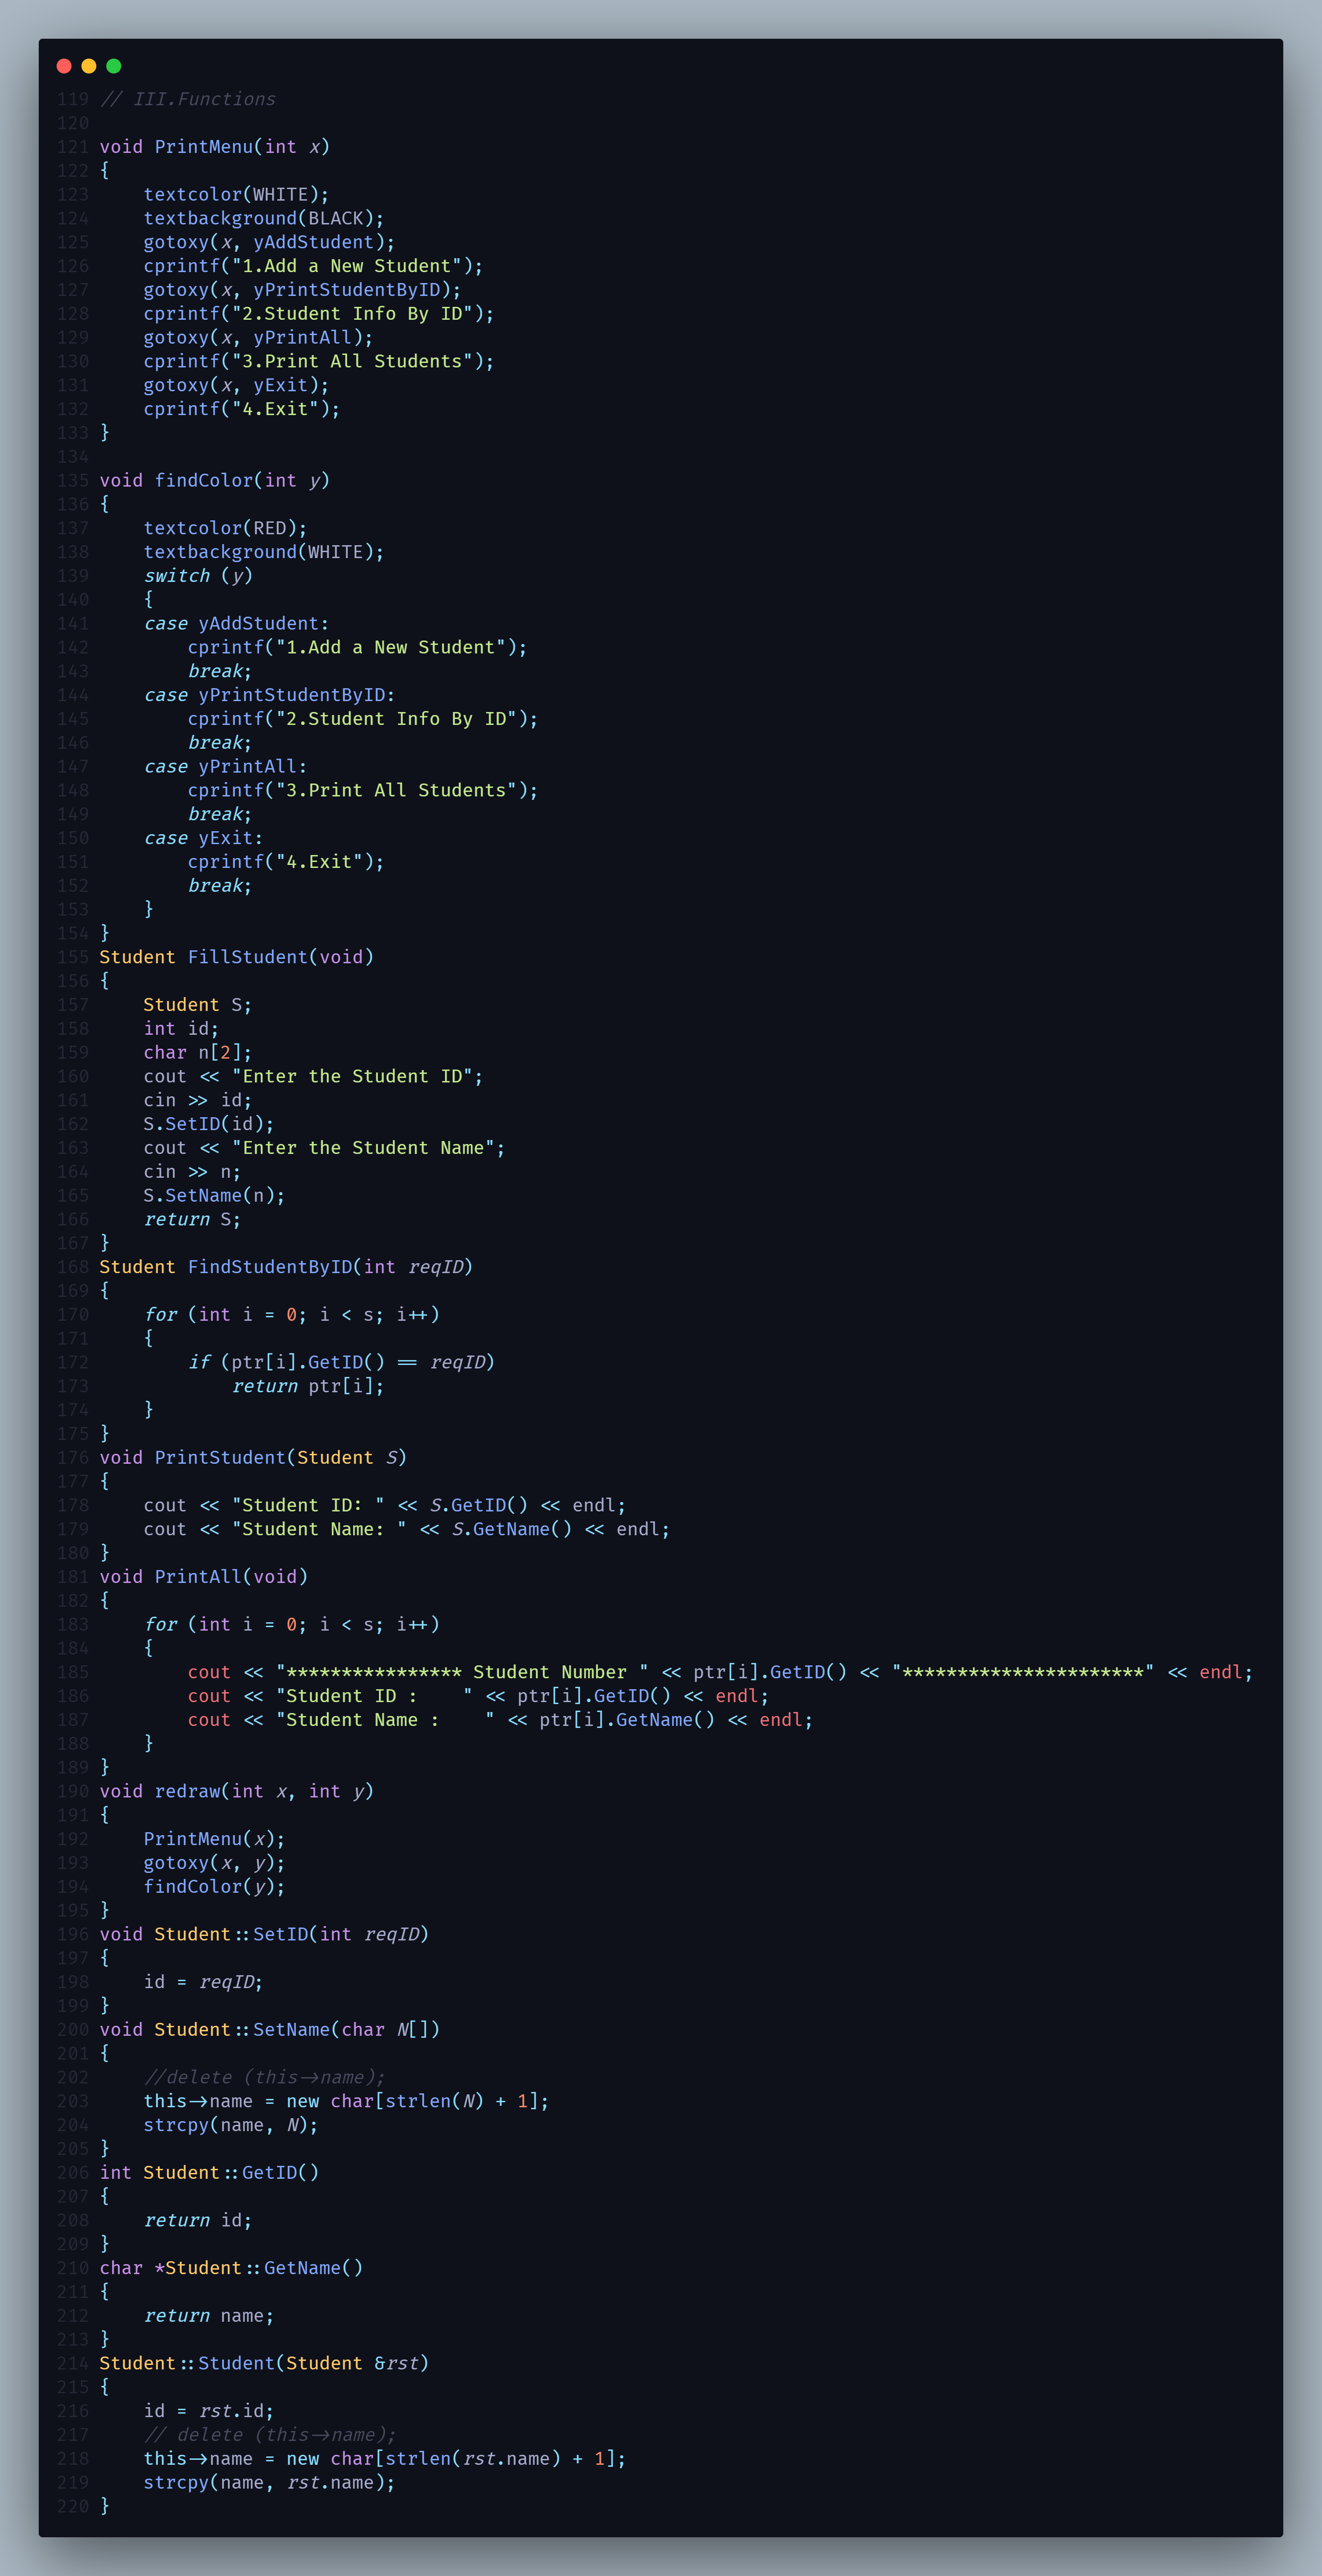 119 // III.Functions
120
121 void PrintMenu(int x)
122 {
123     textcolor(WHITE);
124     textbackground(BLACK);
125     gotoxy(x, yAddStudent);
126     cprintf("1.Add a New Student");
127     gotoxy(x, yPrintStudentByID);
128     cprintf("2.Student Info By ID");
129     gotoxy(x, yPrintAll);
130     cprintf("3.Print All Students");
131     gotoxy(x, yExit);
132     cprintf("4.Exit");
133 }
134
135 void findColor(int y)
136 {
137     textcolor(RED);
138     textbackground(WHITE);
139     switch (y)
140     {
141     case yAddStudent:
142         cprintf("1.Add a New Student");
143         break;
144     case yPrintStudentByID:
145         cprintf("2.Student Info By ID");
146         break;
147     case yPrintAll:
148         cprintf("3.Print All Students");
149         break;
150     case yExit:
151         cprintf("4.Exit");
152         break;
153     }
154 }
155 Student FillStudent(void)
156 {
157     Student S;
158     int id;
159     char n[2];
160     cout << "Enter the Student ID";
161     cin >> id;
162     S.SetID(id);
163     cout << "Enter the Student Name";
164     cin >> n;
165     S.SetName(n);
166     return S;
167 }
168 Student FindStudentByID(int reqID)
169 {
170     for (int i = 0; i < s; i++)
171     {
172         if (ptr[i].GetID() == reqID)
173             return ptr[i];
174     }
175 }
176 void PrintStudent(Student S)
177 {
178     cout << "Student ID: " << S.GetID() << endl;
179     cout << "Student Name: " << S.GetName() << endl;
180 }
181 void PrintAll(void)
182 {
183     for (int i = 0; i < s; i++)
184     {
185         cout << "**************** Student Number " << ptr[i].GetID() << "**********************" << endl;
186         cout << "Student ID :    " << ptr[i].GetID() << endl;
187         cout << "Student Name :    " << ptr[i].GetName() << endl;
188     }
189 }
190 void redraw(int x, int y)
191 {
192     PrintMenu(x);
193     gotoxy(x, y);
194     findColor(y);
195 }
196 void Student::SetID(int reqID)
197 {
198     id = reqID;
199 }
200 void Student::SetName(char N[])
201 {
202     //delete (this->name);
203     this->name = new char[strlen(N) + 1];
204     strcpy(name, N);
205 }
206 int Student::GetID()
207 {
208     return id;
209 }
210 char *Student::GetName()
211 {
212     return name;
213 }
214 Student::Student(Student &rst)
215 {
216     id = rst.id;
217     // delete (this->name);
218     this->name = new char[strlen(rst.name) + 1];
219     strcpy(name, rst.name);
220 }